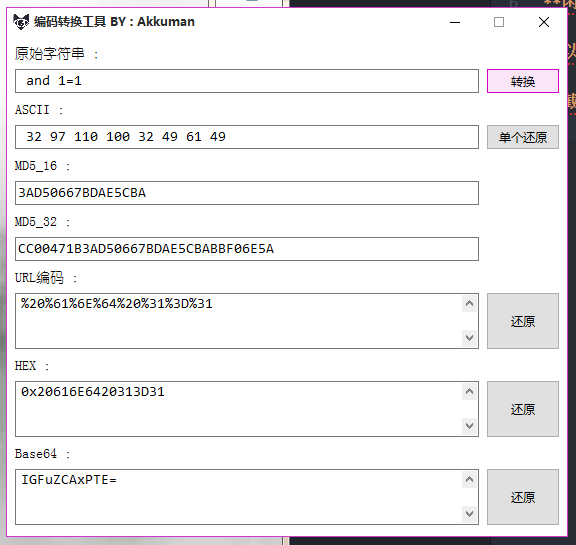 编码转换工具 BY : Akkuman
原始字符串 :
and 1=1
转换
ASCII :
32 97 110 100 32 49 61 49
单个还原
MD5_16 :
3AD50667BDAE5CBA
MD5_32 :
CC00471B3AD50667BDAE5CBABBF06E5A
URL编码 :
%20%61%6E%64%20%31%3D%31
还原
HEX :
0x20616E6420313D31
还原
Base64 :
IGFuZCAxPTE=
还原